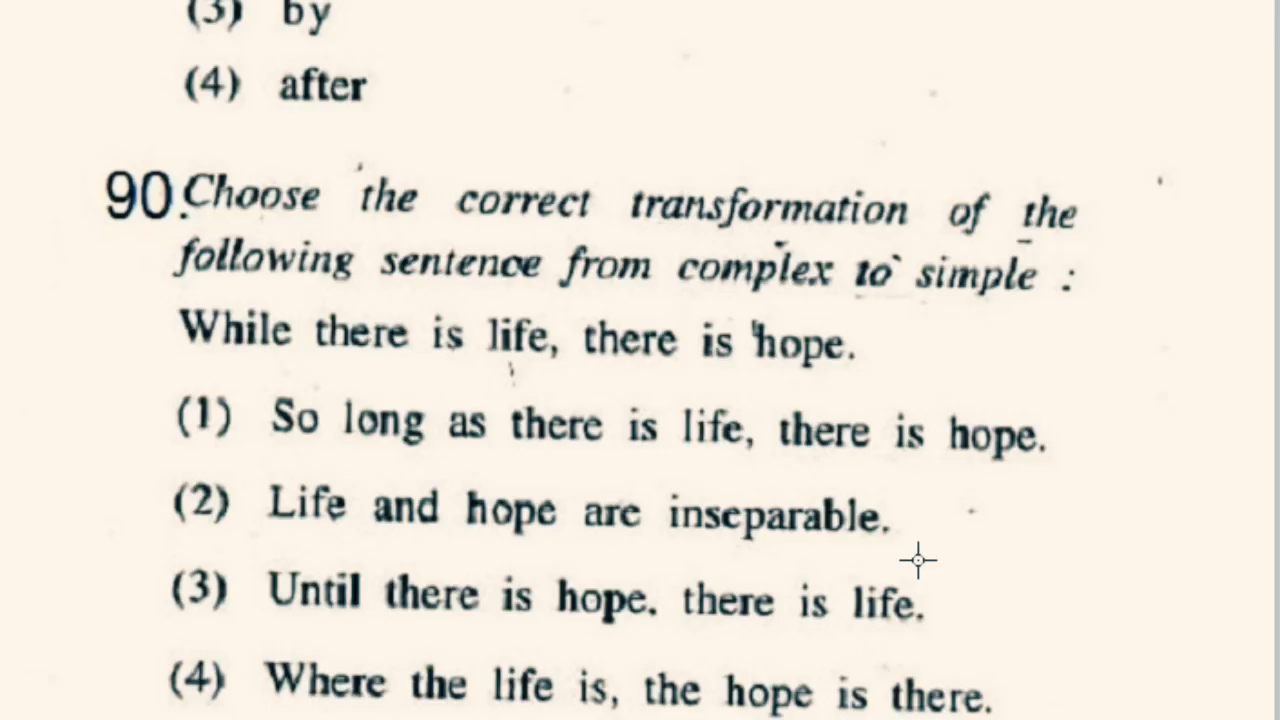 (3) by
(4) after
90. Choose the correct transformation of the
following sentence from complex to simple :
While there is life, there is hope.
(1) So long as there is life, there is hope.
(2) Life and hope are inseparable.
(3) Until there is hope, there is life.
(4) Where the life is, the hope is there.